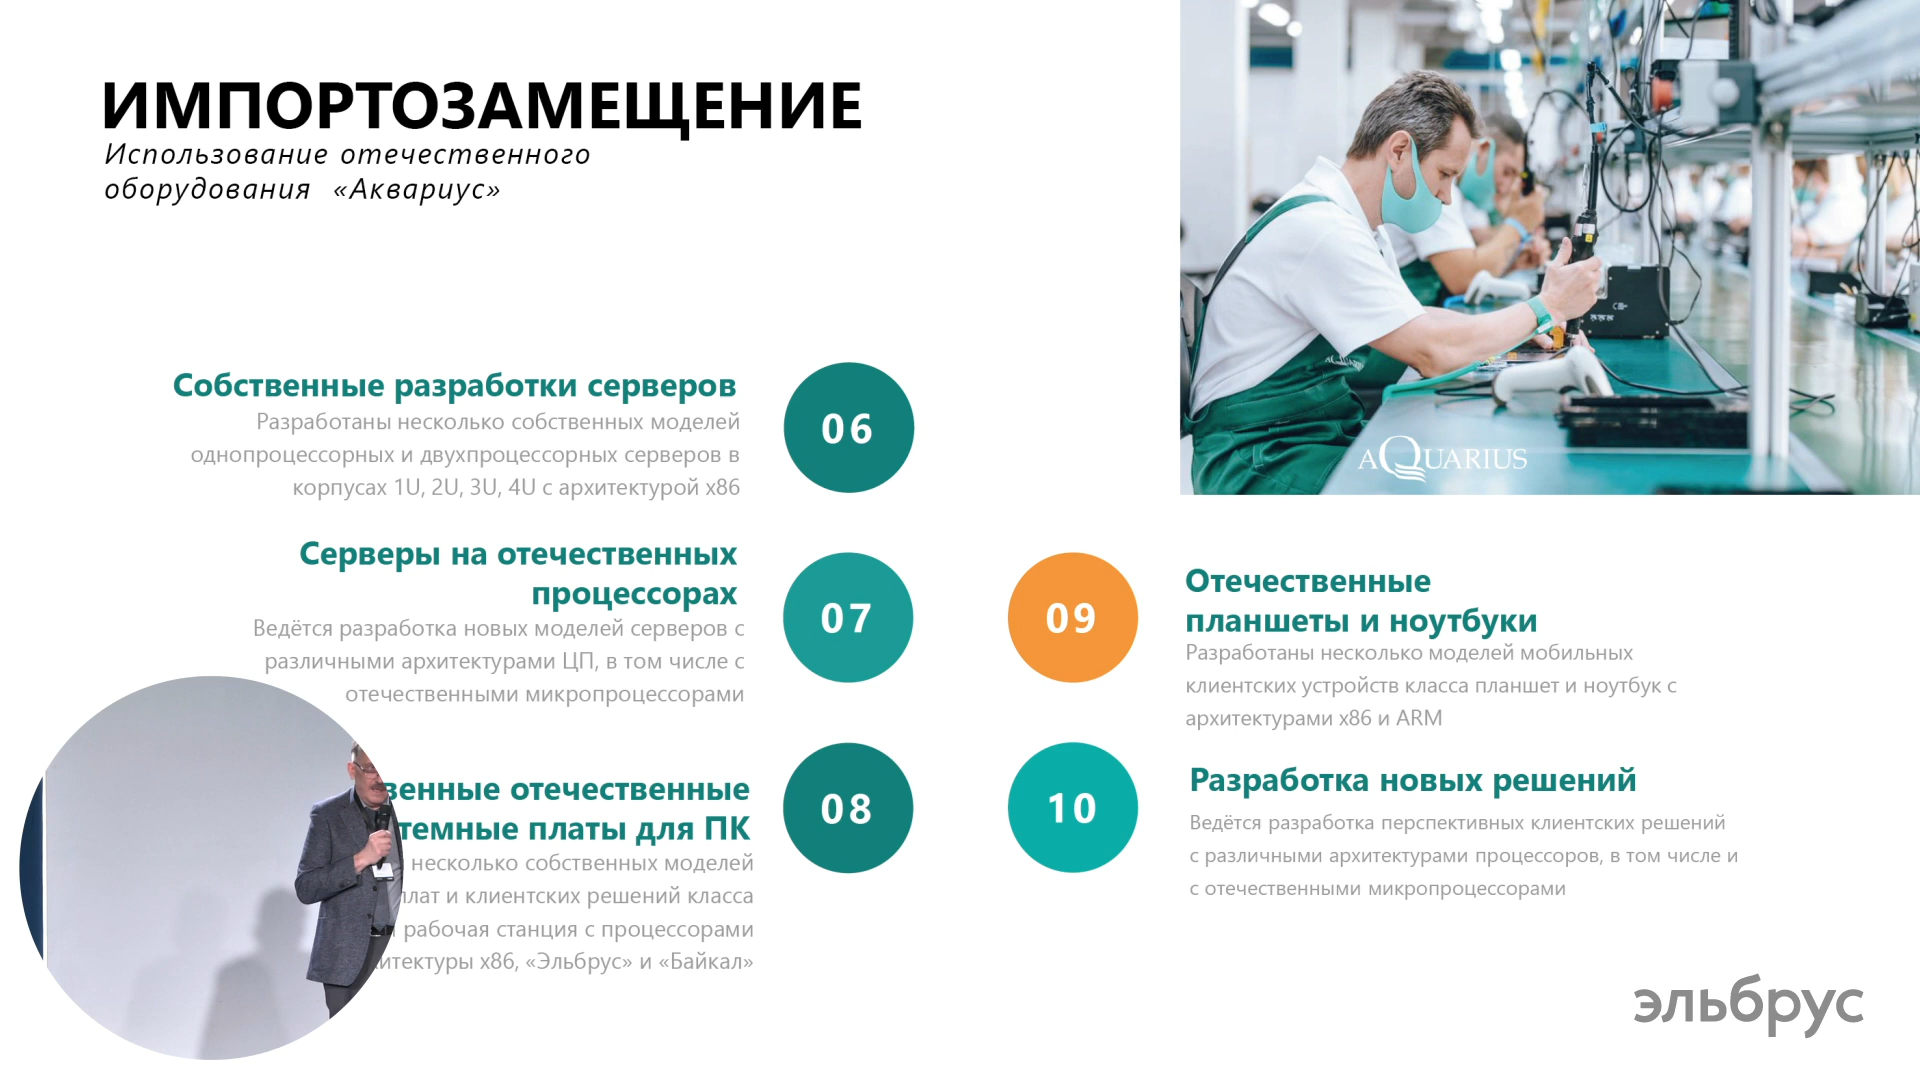 ИМПОРТОЗАМЕЩЕНИЕ
Использование отечественного
оборудования «Аквариус»
AQUARIUS
AQUARIUS
Собственные разработки серверов
Разработаны несколько собственных моделей
однопроцессорных и двухпроцессорных серверов в
корпусах 1U, 2U, 3U, 4U с архитектурой x86
06
Серверы на отечественных
процессорах
Ведётся разработка новых моделей серверов с
различными архитектурами ЦП, в том числе с
отечественными микропроцессорами
07
отечественные
платы для ПК
несколько собственных моделей
и клиентских решений класса
рабочая станция с процессорами
x86, «Эльбрус» и «Байкал»
08
09
Отечественные
планшеты и ноутбуки
Разработаны несколько моделей мобильных
клиентских устройств класса планшет и ноутбук с
архитектурами x86 и ARM
10
Разработка новых решений
Ведётся разработка перспективных клиентских решений
с различными архитектурами процессоров, в том числе и
с отечественными микропроцессорами
эльбрус